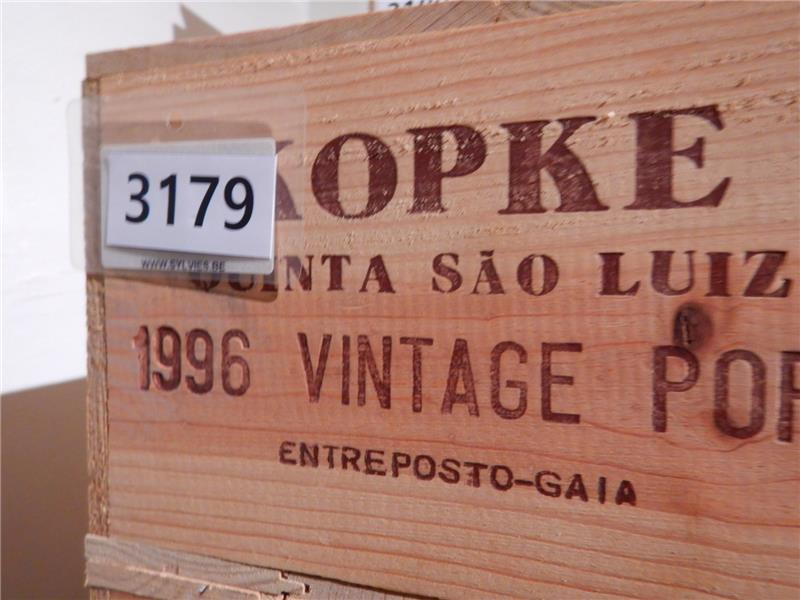 KOPKE
3179
WWW.SYLVIES.BE
QUINTA SÃO LUIZ
1996 VINTAGE POR
ENTREPOSTO-GAIA